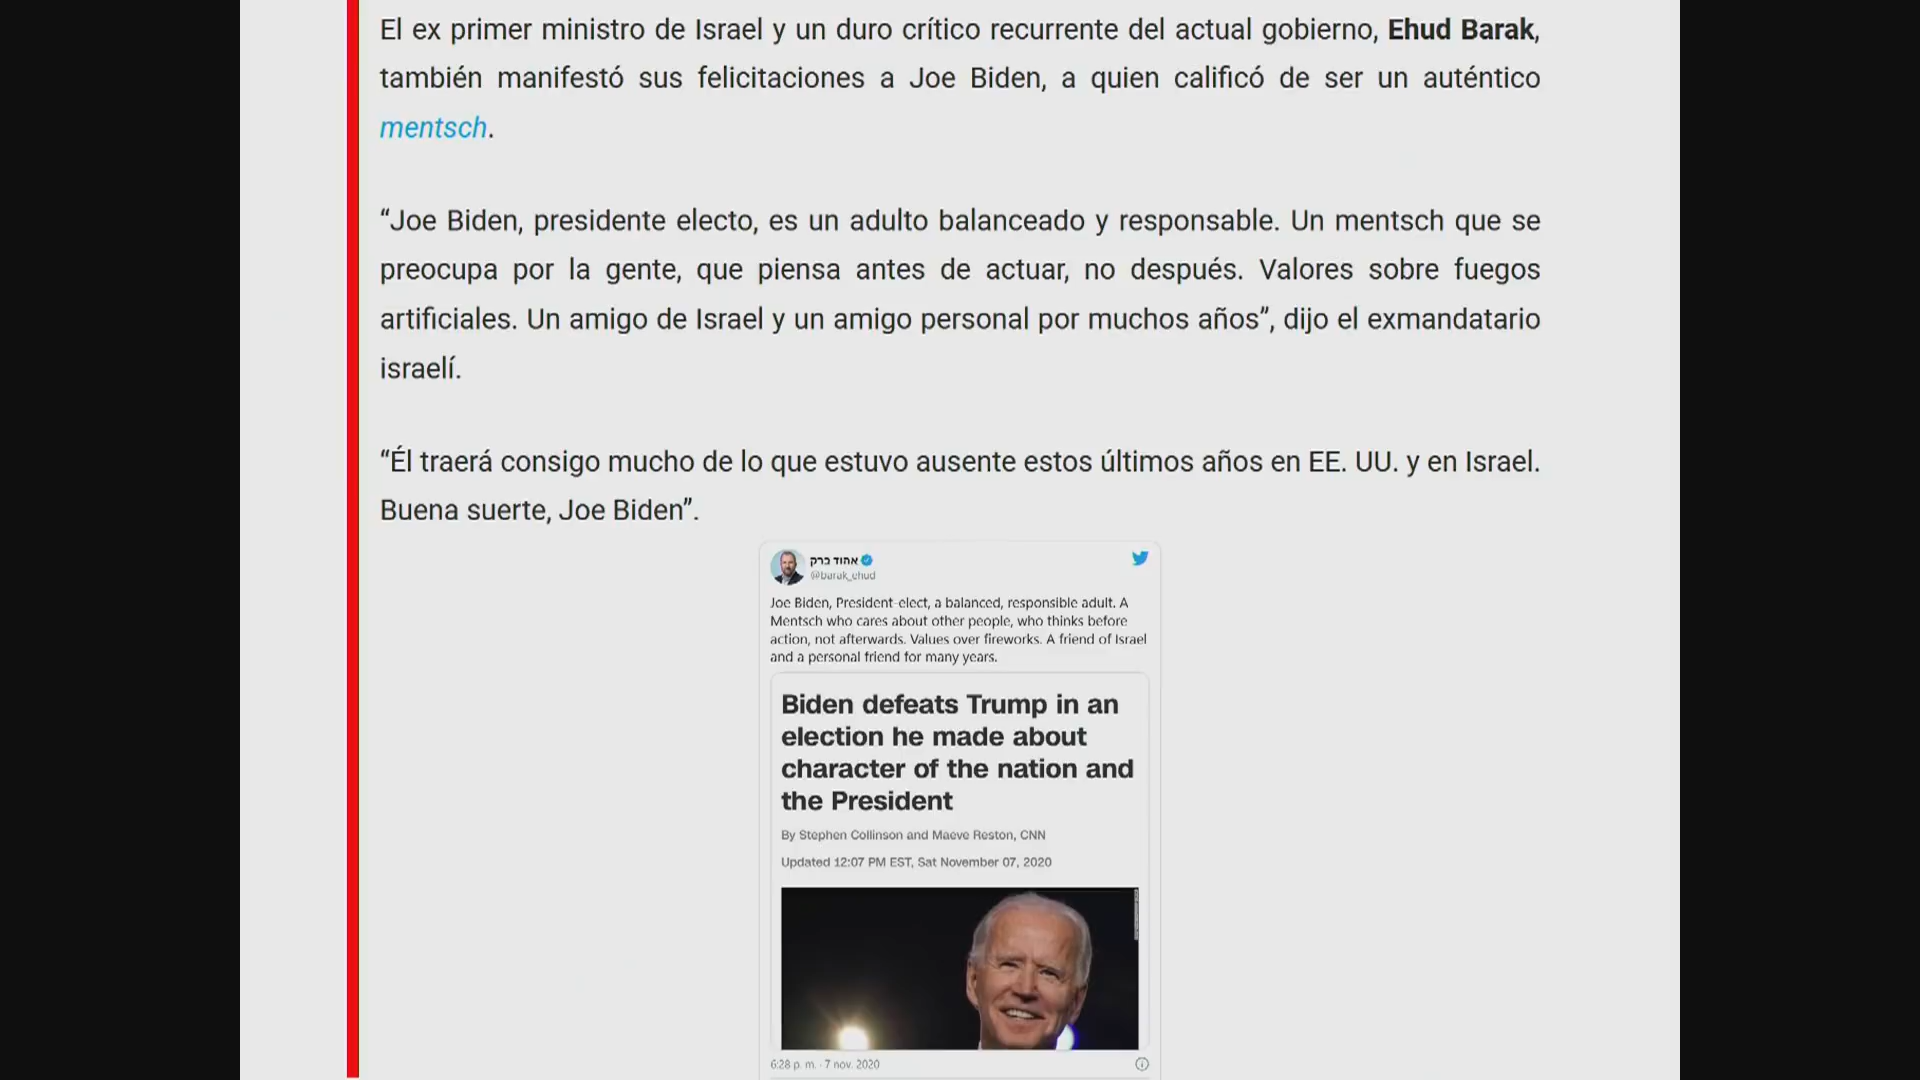 El ex primer ministro de Israel y un duro crítico recurrente del actual gobierno, Ehud Barak,
también manifestó sus felicitaciones a Joe Biden, a quien calificó de ser un auténtico
mentsch.
“Joe Biden, presidente electo, es un adulto balanceado y responsable. Un mentsch que se
preocupa por la gente, que piensa antes de actuar, no después. Valores sobre fuegos
artificiales. Un amigo de Israel y un amigo personal por muchos años”, dijo el exmandatario
israelí.
“Él traerá consigo mucho de lo que estuvo ausente estos últimos años en EE. UU. y en Israel.
Buena suerte, Joe Biden”.
אהוד ברק
@barak_ehud
Joe Biden, President-elect, a balanced, responsible adult. A
Mentsch who cares about other people, who thinks before
action, not afterwards. Values over fireworks. A friend of Israel
and a personal friend for many years.
Biden defeats Trump in an
election he made about
character of the nation and
the President
By Stephen Collinson and Maeve Reston, CNN
Updated 12:07 PM EST, Sat November 07, 2020
6:28 p. m. · 7 nov. 2020